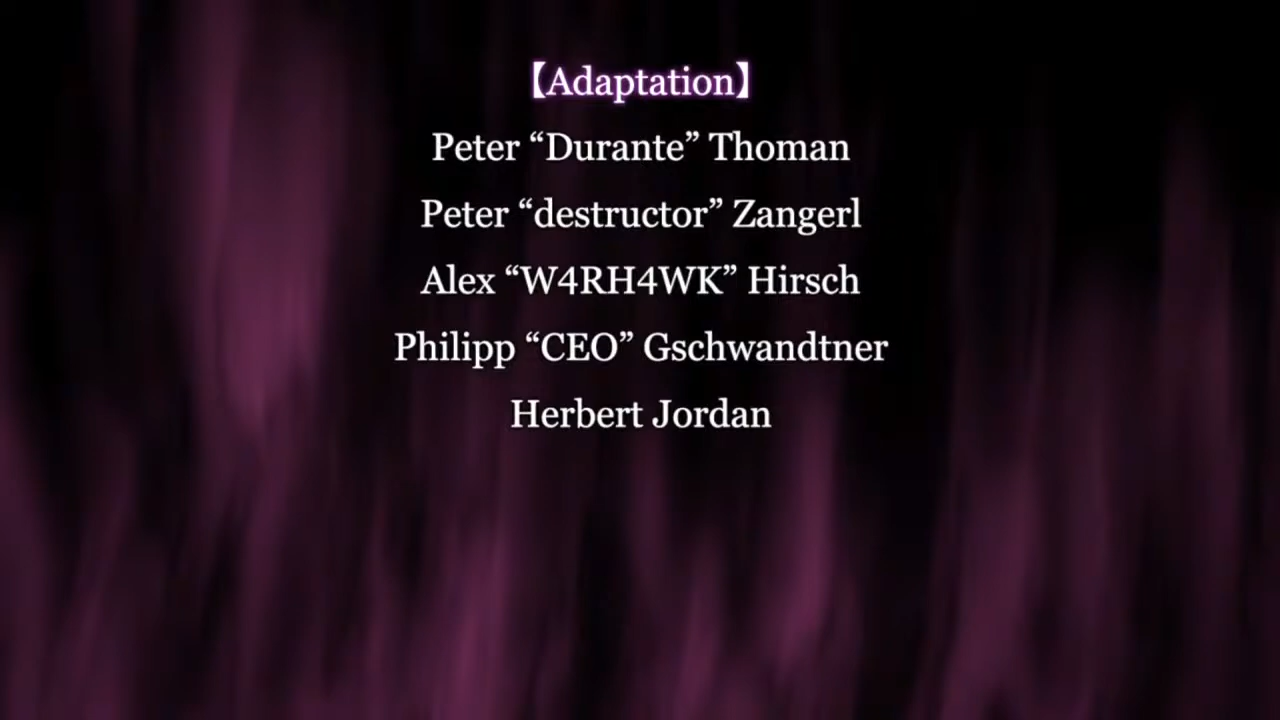 【Adaptation】
Peter “Durante” Thoman
Peter “destructor” Zangerl
Alex “W4RH4WK” Hirsch
Philipp “CEO” Gschwandtner
Herbert Jordan